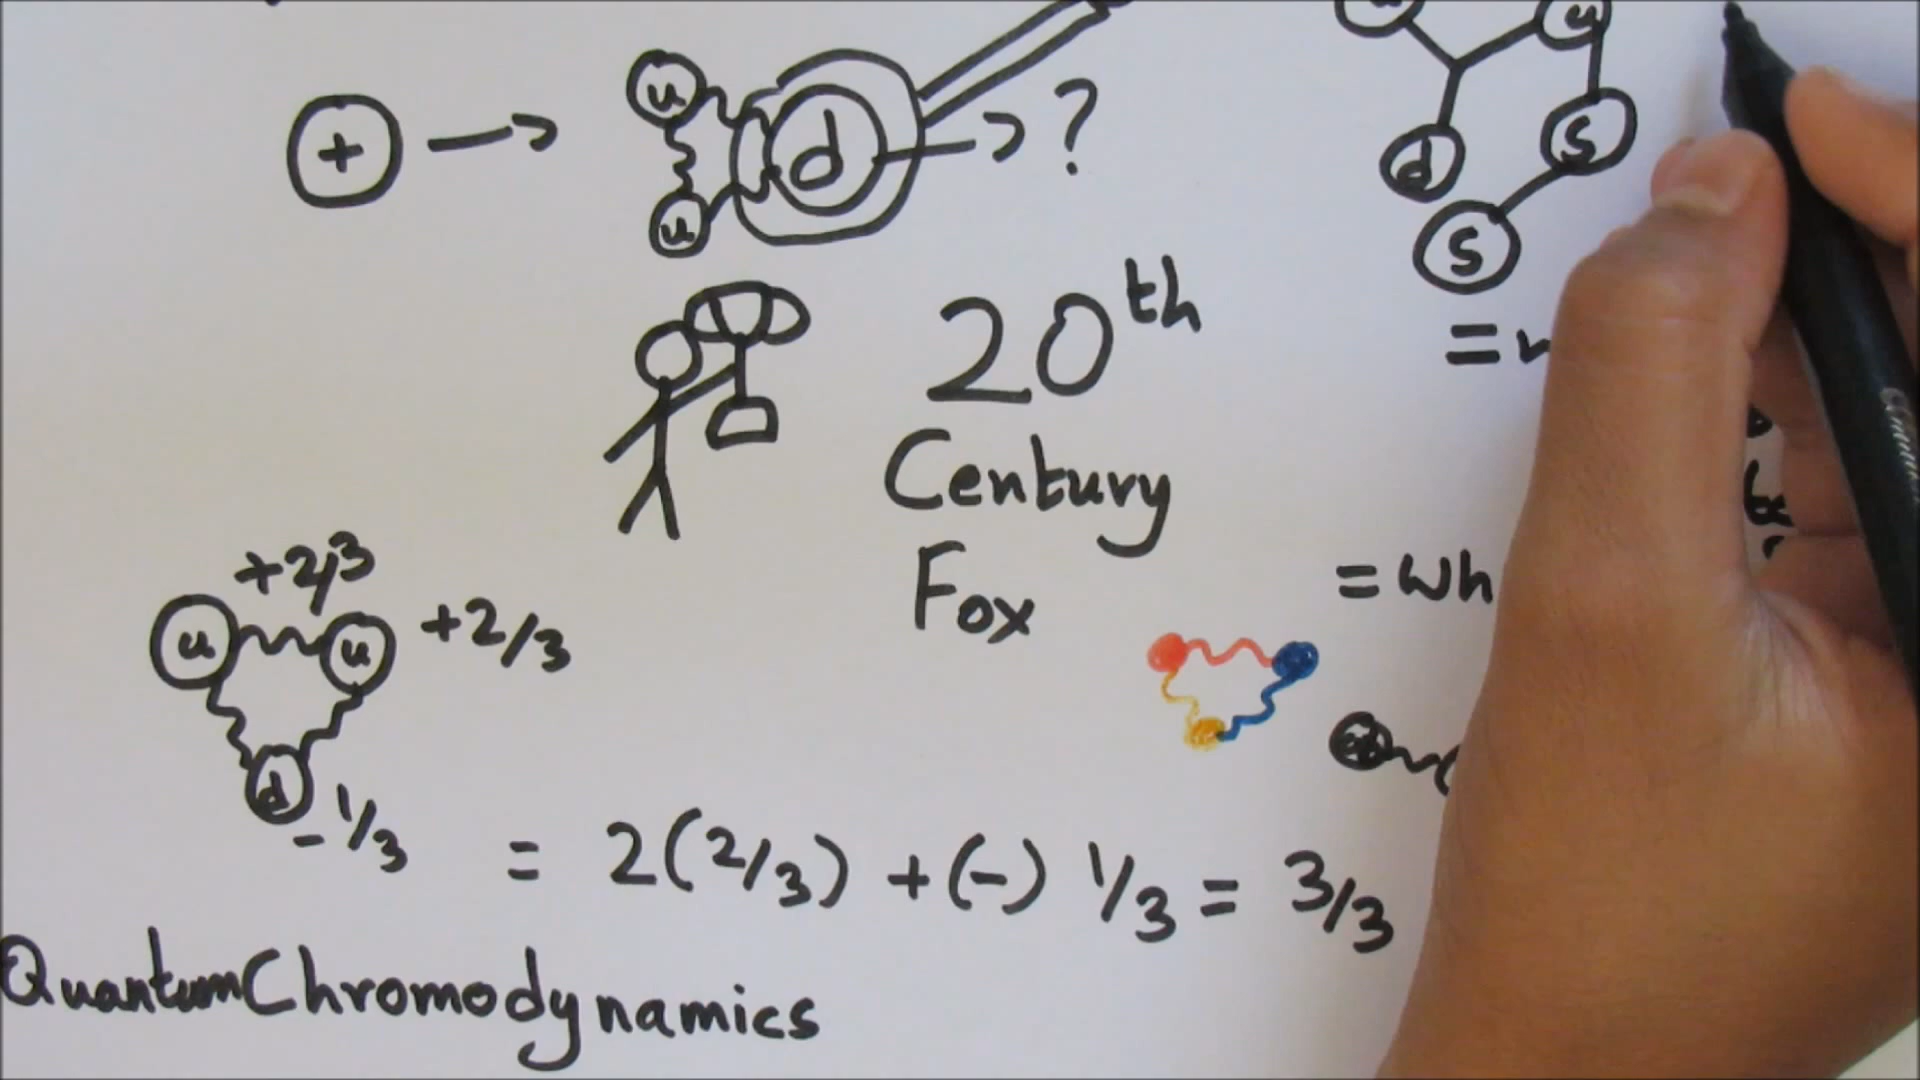 + → u u d → ?
u u d s
s
= 
20th
Century
Fox
= Wh
+2/3
u u +2/3
d
- 1/3
= 2(2/3) + (-) 1/3 = 3/3
QuantumChromodynamics